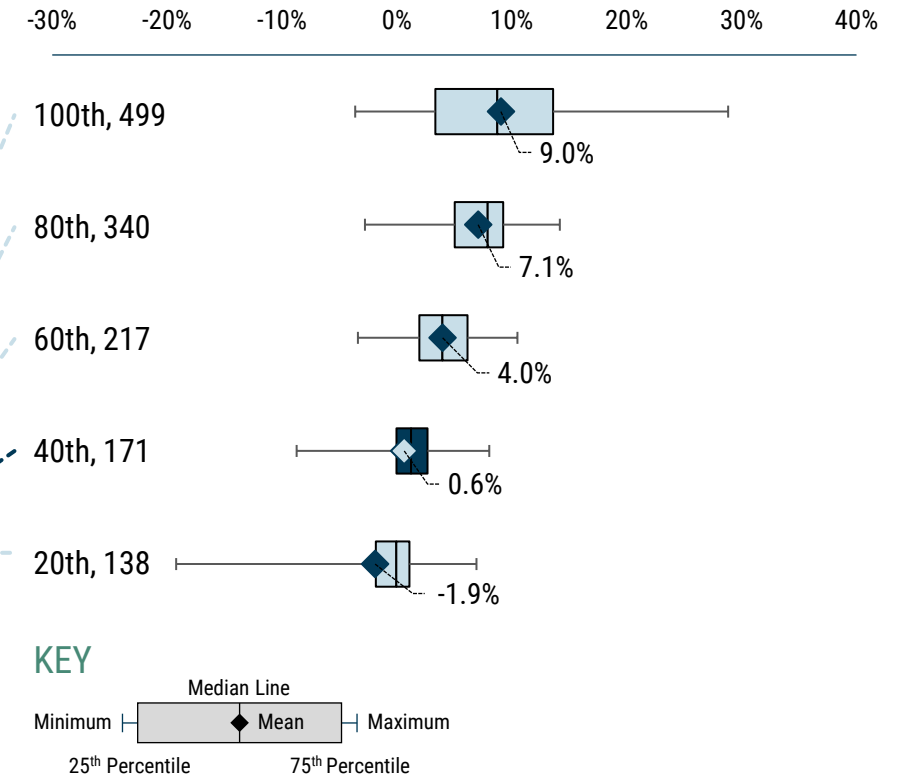 -30% -20% -10% 0% 10% 20% 30% 40%
100th, 499
9.0%
80th, 340
7.1%
60th, 217
4.0%
40th, 171
0.6%
20th, 138
-1.9%
KEY
Median Line
Minimum Mean Maximum
25th Percentile 75th Percentile